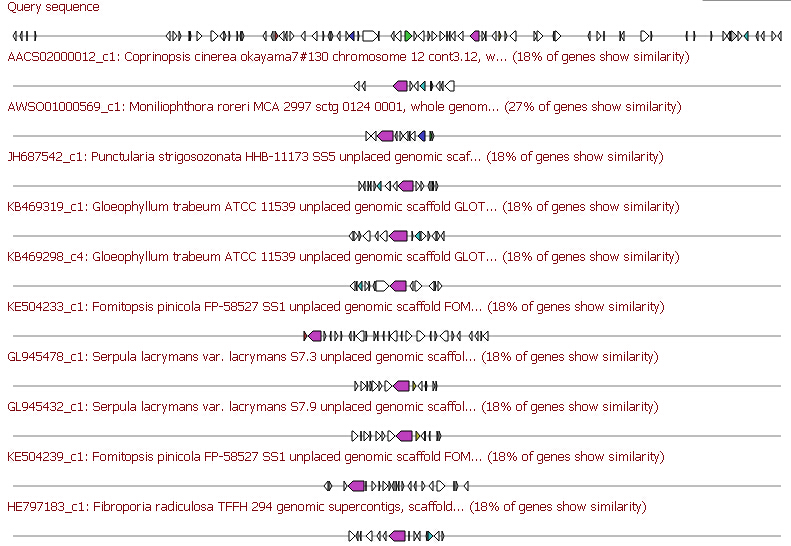 Query sequence
AACS02000012_c1: Coprinopsis cinerea okayama7#130 chromosome 12 cont3.12, w... (18% of genes show similarity)
AWSO01000569_c1: Moniliophthora roreri MCA 2997 sctg 0124 0001, whole genom... (27% of genes show similarity)
JH687542_c1: Punctularia strigosozonata HHB-11173 SS5 unplaced genomic scaf... (18% of genes show similarity)
KB469319_c1: Gloeophyllum trabeum ATCC 11539 unplaced genomic scaffold GLOT... (18% of genes show similarity)
KB469298_c4: Gloeophyllum trabeum ATCC 11539 unplaced genomic scaffold GLOT... (18% of genes show similarity)
KE504233_c1: Fomitopsis pinicola FP-58527 SS1 unplaced genomic scaffold FOM... (18% of genes show similarity)
GL945478_c1: Serpula lacrymans var. lacrymans S7.3 unplaced genomic scaffol... (18% of genes show similarity)
GL945432_c1: Serpula lacrymans var. lacrymans S7.9 unplaced genomic scaffol... (18% of genes show similarity)
KE504239_c1: Fomitopsis pinicola FP-58527 SS1 unplaced genomic scaffold FOM... (18% of genes show similarity)
HE797183_c1: Fibroporia radiculosa TFFH 294 genomic supercontigs, scaffold... (18% of genes show similarity)